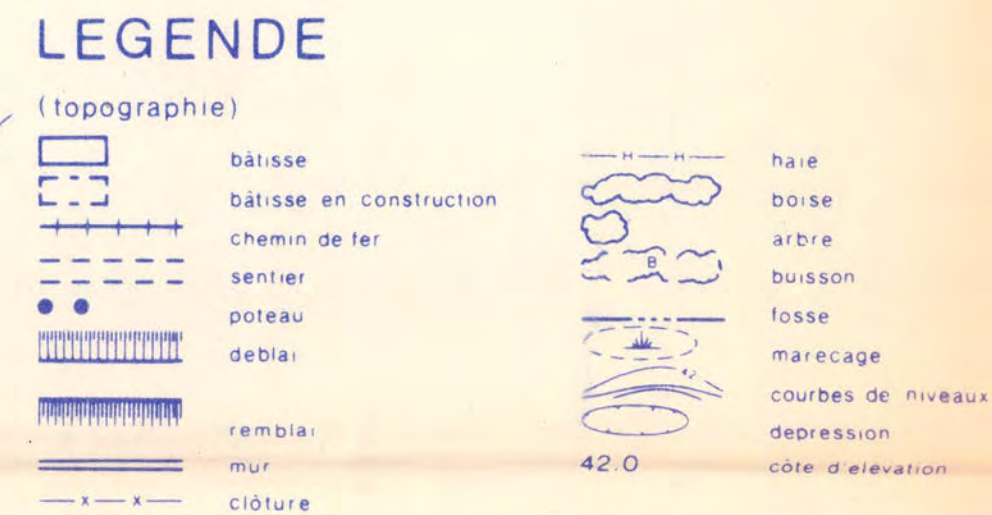 LEGENDE
(topographie)
bâtisse
bâtisse en construction
chemin de fer
sentier
poteau
deblai
remblai
mur
x x clôture
H H haie
boise
arbre
B buisson
fosse
marecage
42 courbes de niveaux
depression
42.0 côte d'elevation